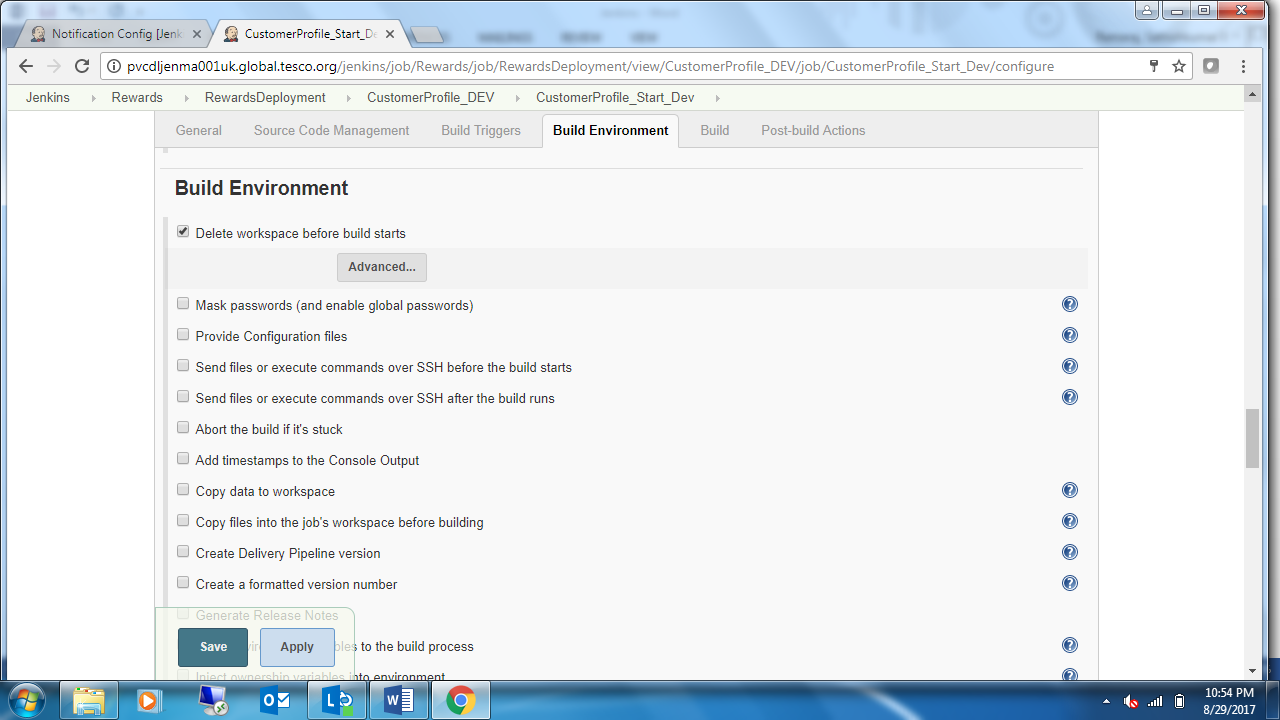 Notification Config [Jenk
CustomerProfile_Start_De
pvcdljenma001uk.global.tesco.org/jenkins/job/Rewards/job/RewardsDeployment/view/CustomerProfile_DEV/job/CustomerProfile_Start_Dev/configure
Jenkins Rewards RewardsDeployment CustomerProfile_DEV CustomerProfile_Start_Dev
General Source Code Management Build Triggers Build Environment Build Post-build Actions
Build Environment
Delete workspace before build starts
Advanced...
Mask passwords (and enable global passwords)
Provide Configuration files
Send files or execute commands over SSH before the build starts
Send files or execute commands over SSH after the build runs
Abort the build if it's stuck
Add timestamps to the Console Output
Copy data to workspace
Copy files into the job's workspace before building
Create Delivery Pipeline version
Create a formatted version number
Generate Release Notes
Save Apply
to the build process
Inject ownership variables into environment
10:54 PM
8/29/2017